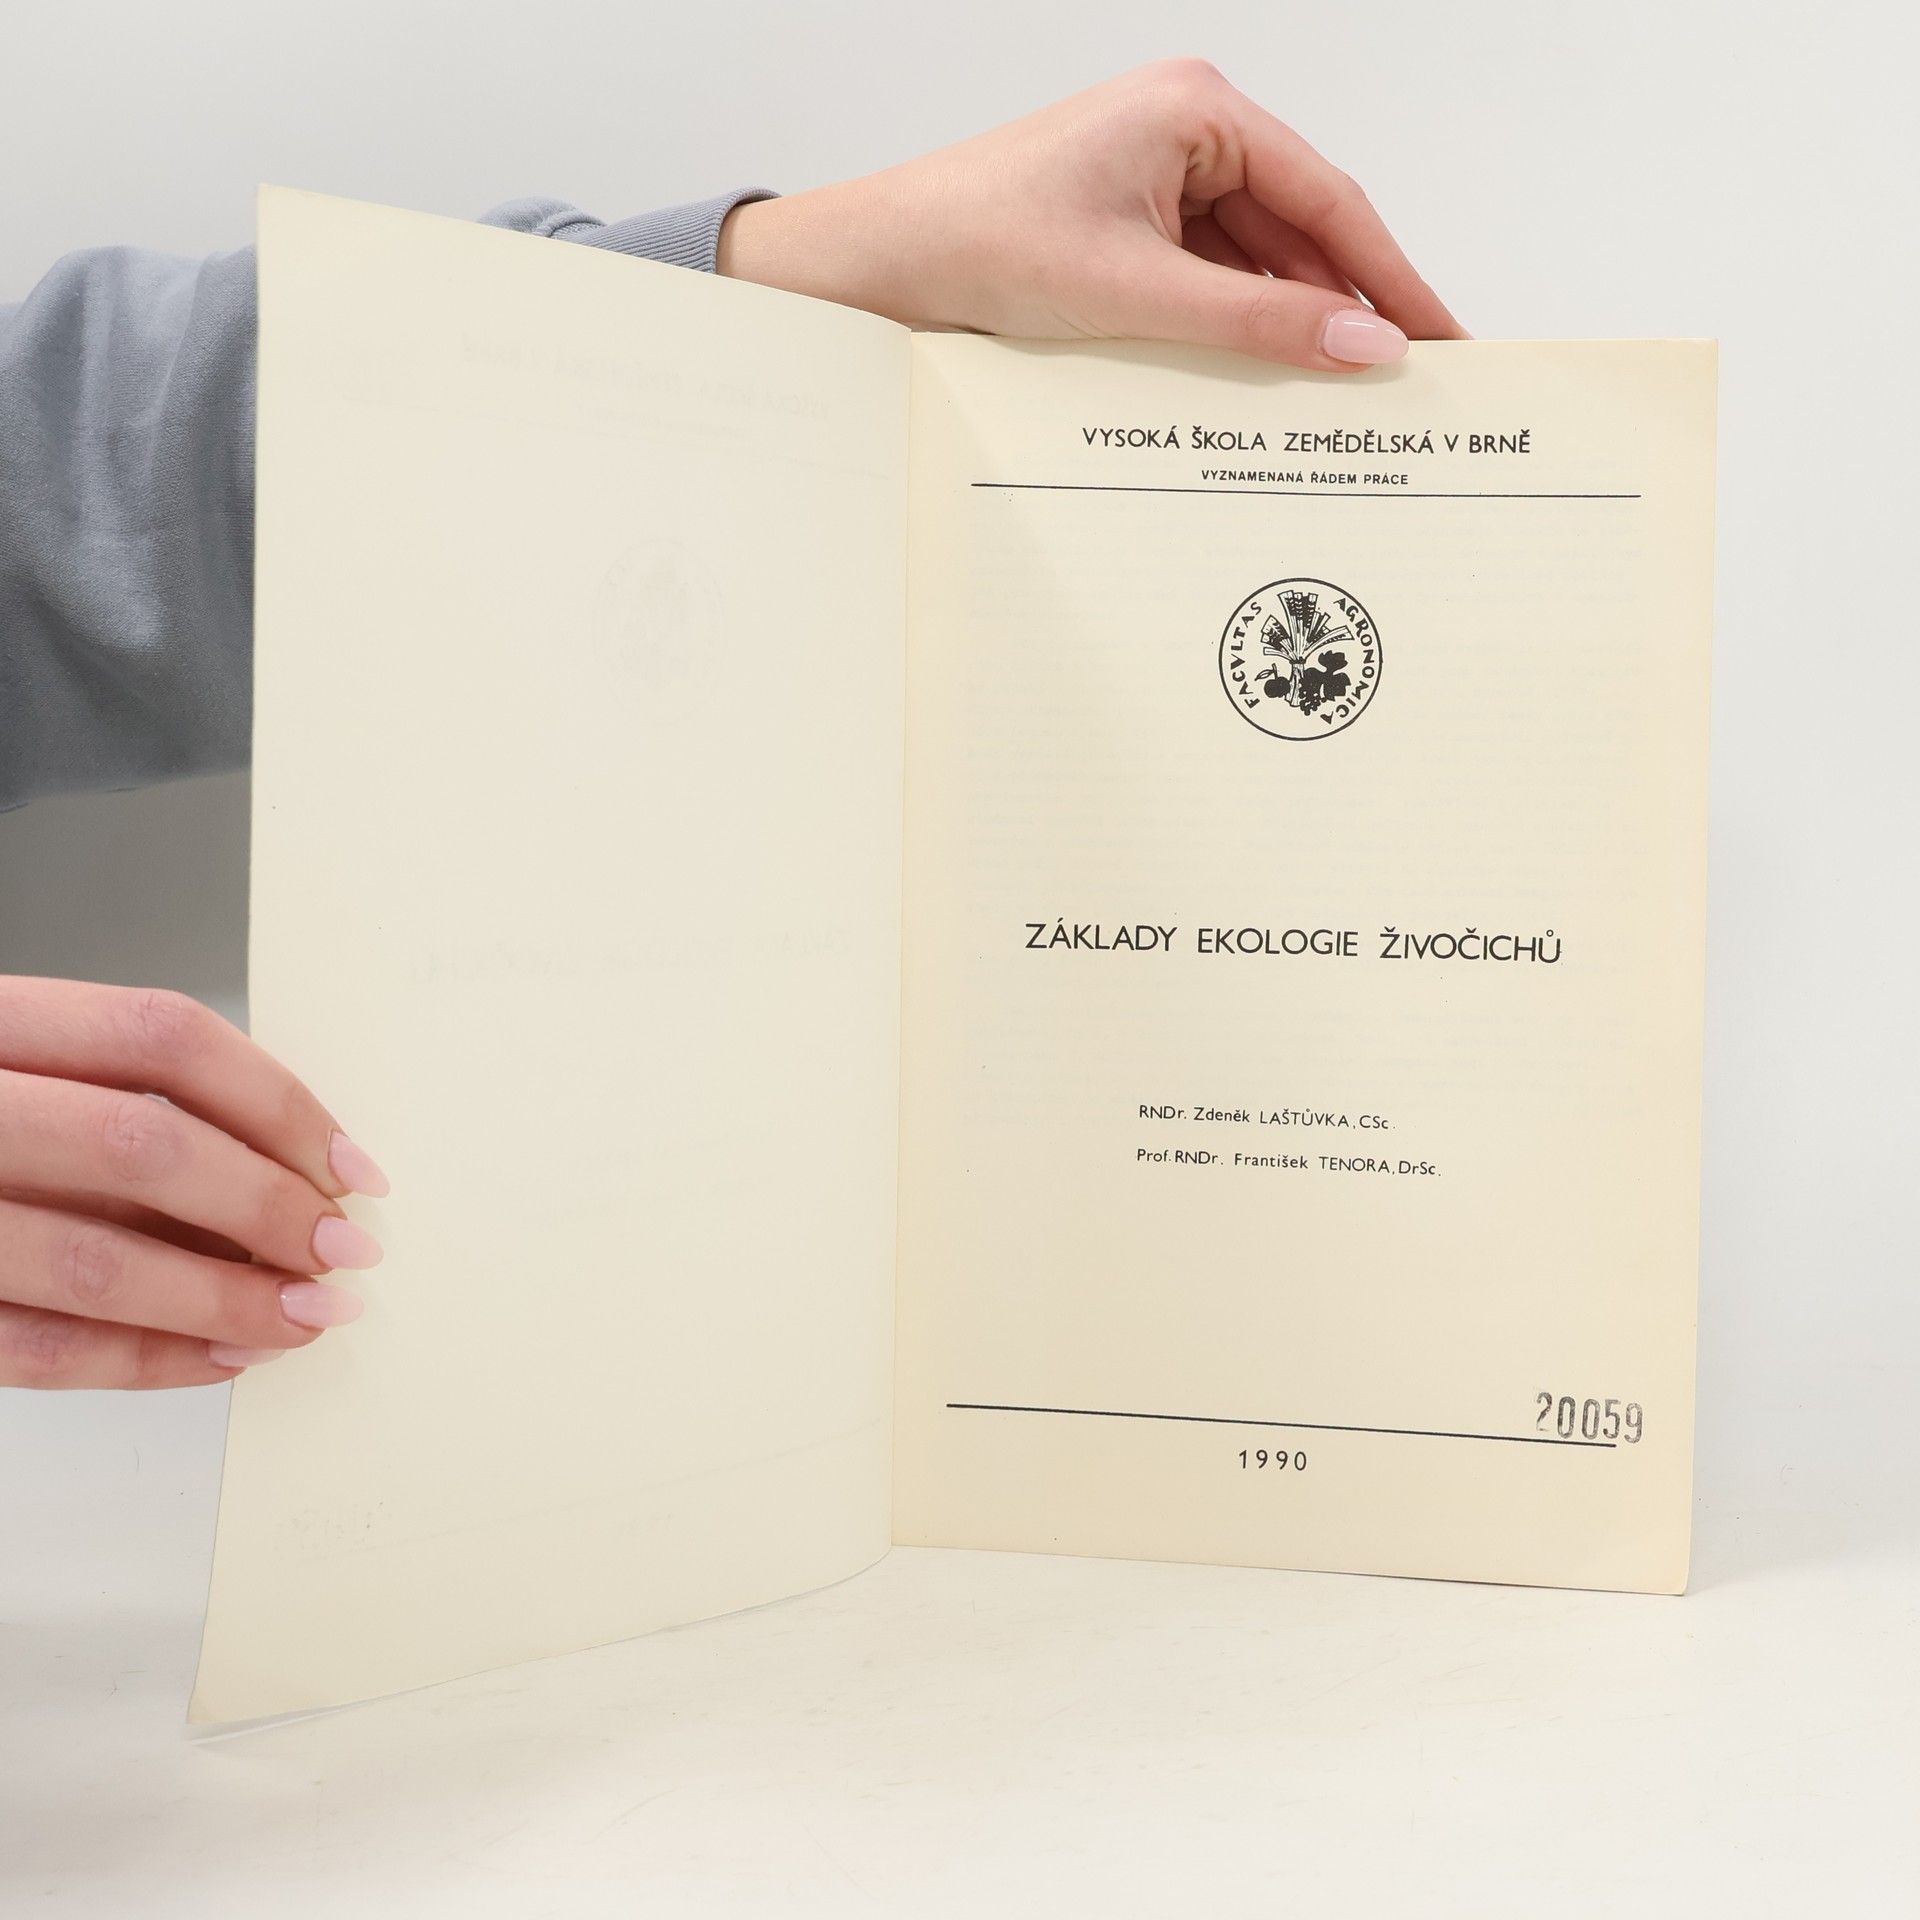 VYSOKÁ ŠKOLA ZEMĚDĚLSKÁ V BRNĚ
VYZNAMENANÁ ŘÁDEM PRÁCE
FACVLTAS AGRONOMICA
ZÁKLADY EKOLOGIE ŽIVOČICHŮ
RNDr. Zdeněk LAŠTŮVKA, CSc.
Prof. RNDr. František TENORA, DrSc.
20059
1990